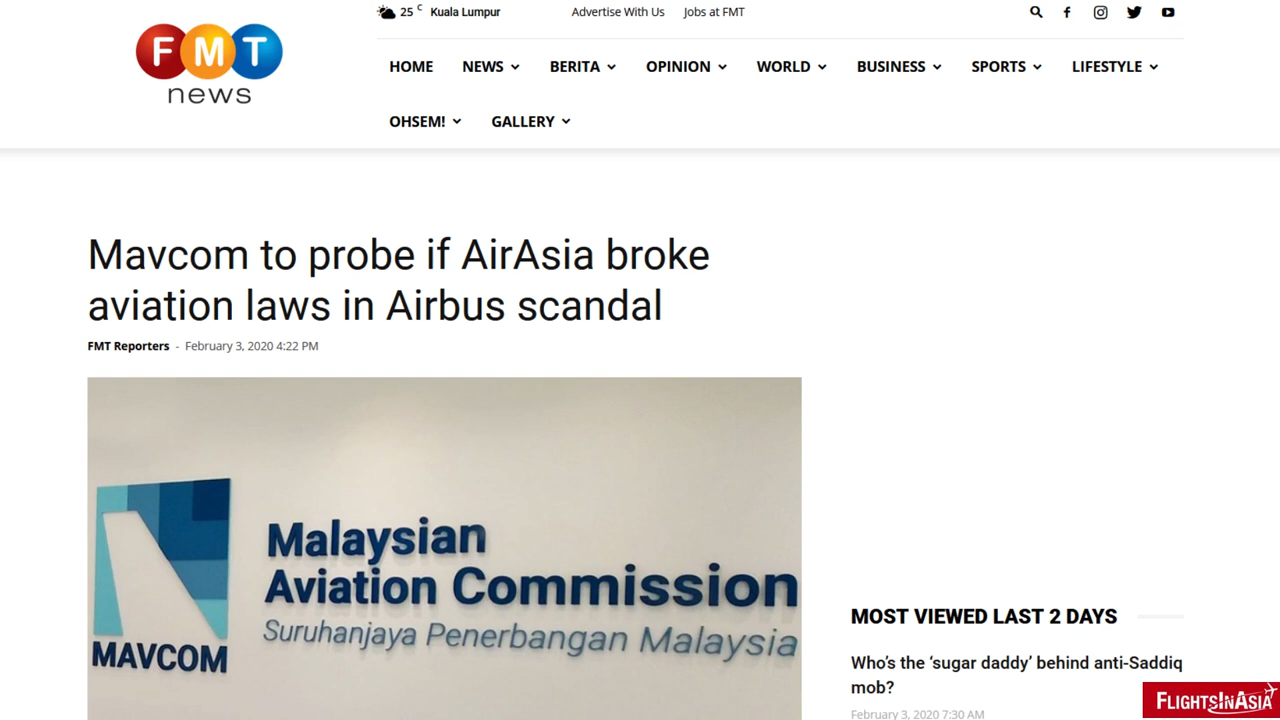 25 C Kuala Lumpur Advertise With Us Jobs at FMT
FMT
news
HOME NEWS BERITA OPINION WORLD BUSINESS SPORTS LIFESTYLE
OHSEM! GALLERY
Mavcom to probe if AirAsia broke
aviation laws in Airbus scandal
FMT Reporters - February 3, 2020 4:22 PM
Malaysian
Aviation Commission
Suruhanjaya Penerbangan Malaysia
MAVCOM
MOST VIEWED LAST 2 DAYS
Who's the ‘sugar daddy’ behind anti-Saddiq
mob?
February 3, 2020 7:30 AM
FLIGHTSINASIA